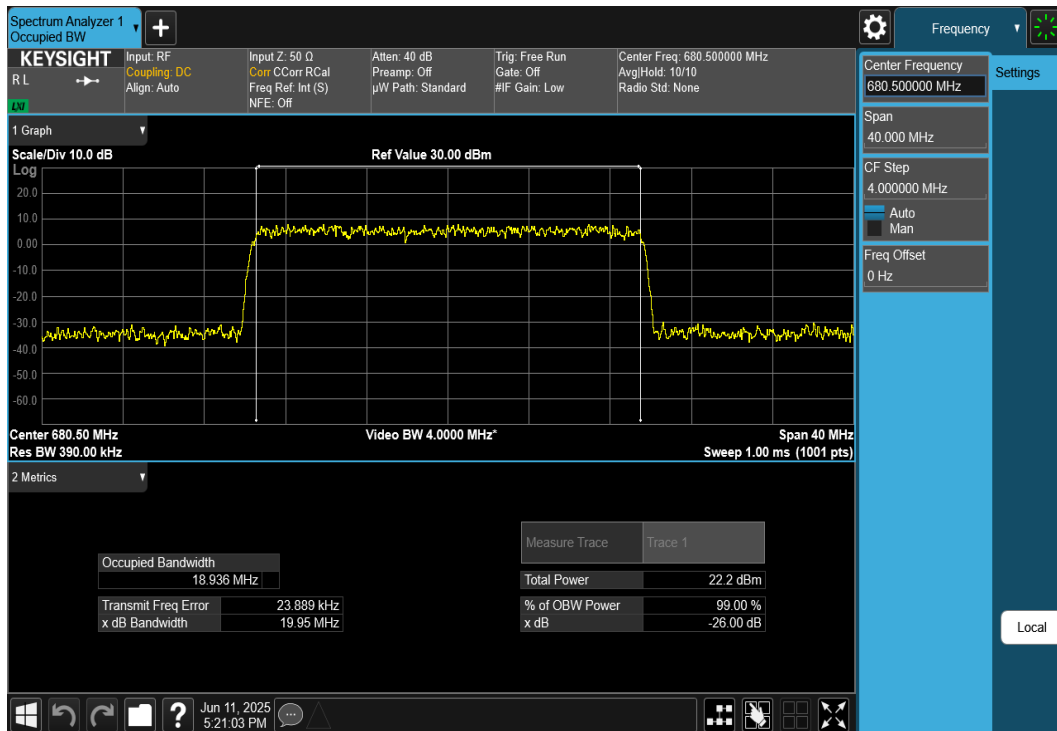 Spectrum Analyzer 1
Occupied BW
+
Frequency
KEYSIGHT
R L
LXI
Input: RF
Coupling: DC
Align: Auto
Input Z: 50 Ω
Corr CCorr RCal
Freq Ref: Int (S)
NFE: Off
Atten: 40 dB
Preamp: Off
µW Path: Standard
Trig: Free Run
Gate: Off
#IF Gain: Low
Center Freq: 680.500000 MHz
Avg|Hold: 10/10
Radio Std: None
Center Frequency
680.500000 MHz
Settings
Span
40.000 MHz
CF Step
4.000000 MHz
Auto
Man
Freq Offset
0 Hz
Local
1 Graph
Scale/Div 10.0 dB
Ref Value 30.00 dBm
Log
20.0
10.0
0.00
-10.0
-20.0
-30.0
-40.0
-50.0
-60.0
Center 680.50 MHz
Video BW 4.0000 MHz*
Span 40 MHz
Res BW 390.00 kHz
Sweep 1.00 ms (1001 pts)
2 Metrics
Measure Trace
Trace 1
Occupied Bandwidth
18.936 MHz
Total Power
22.2 dBm
Transmit Freq Error
23.889 kHz
% of OBW Power
99.00 %
x dB Bandwidth
19.95 MHz
x dB
-26.00 dB
?
Jun 11, 2025
5:21:03 PM